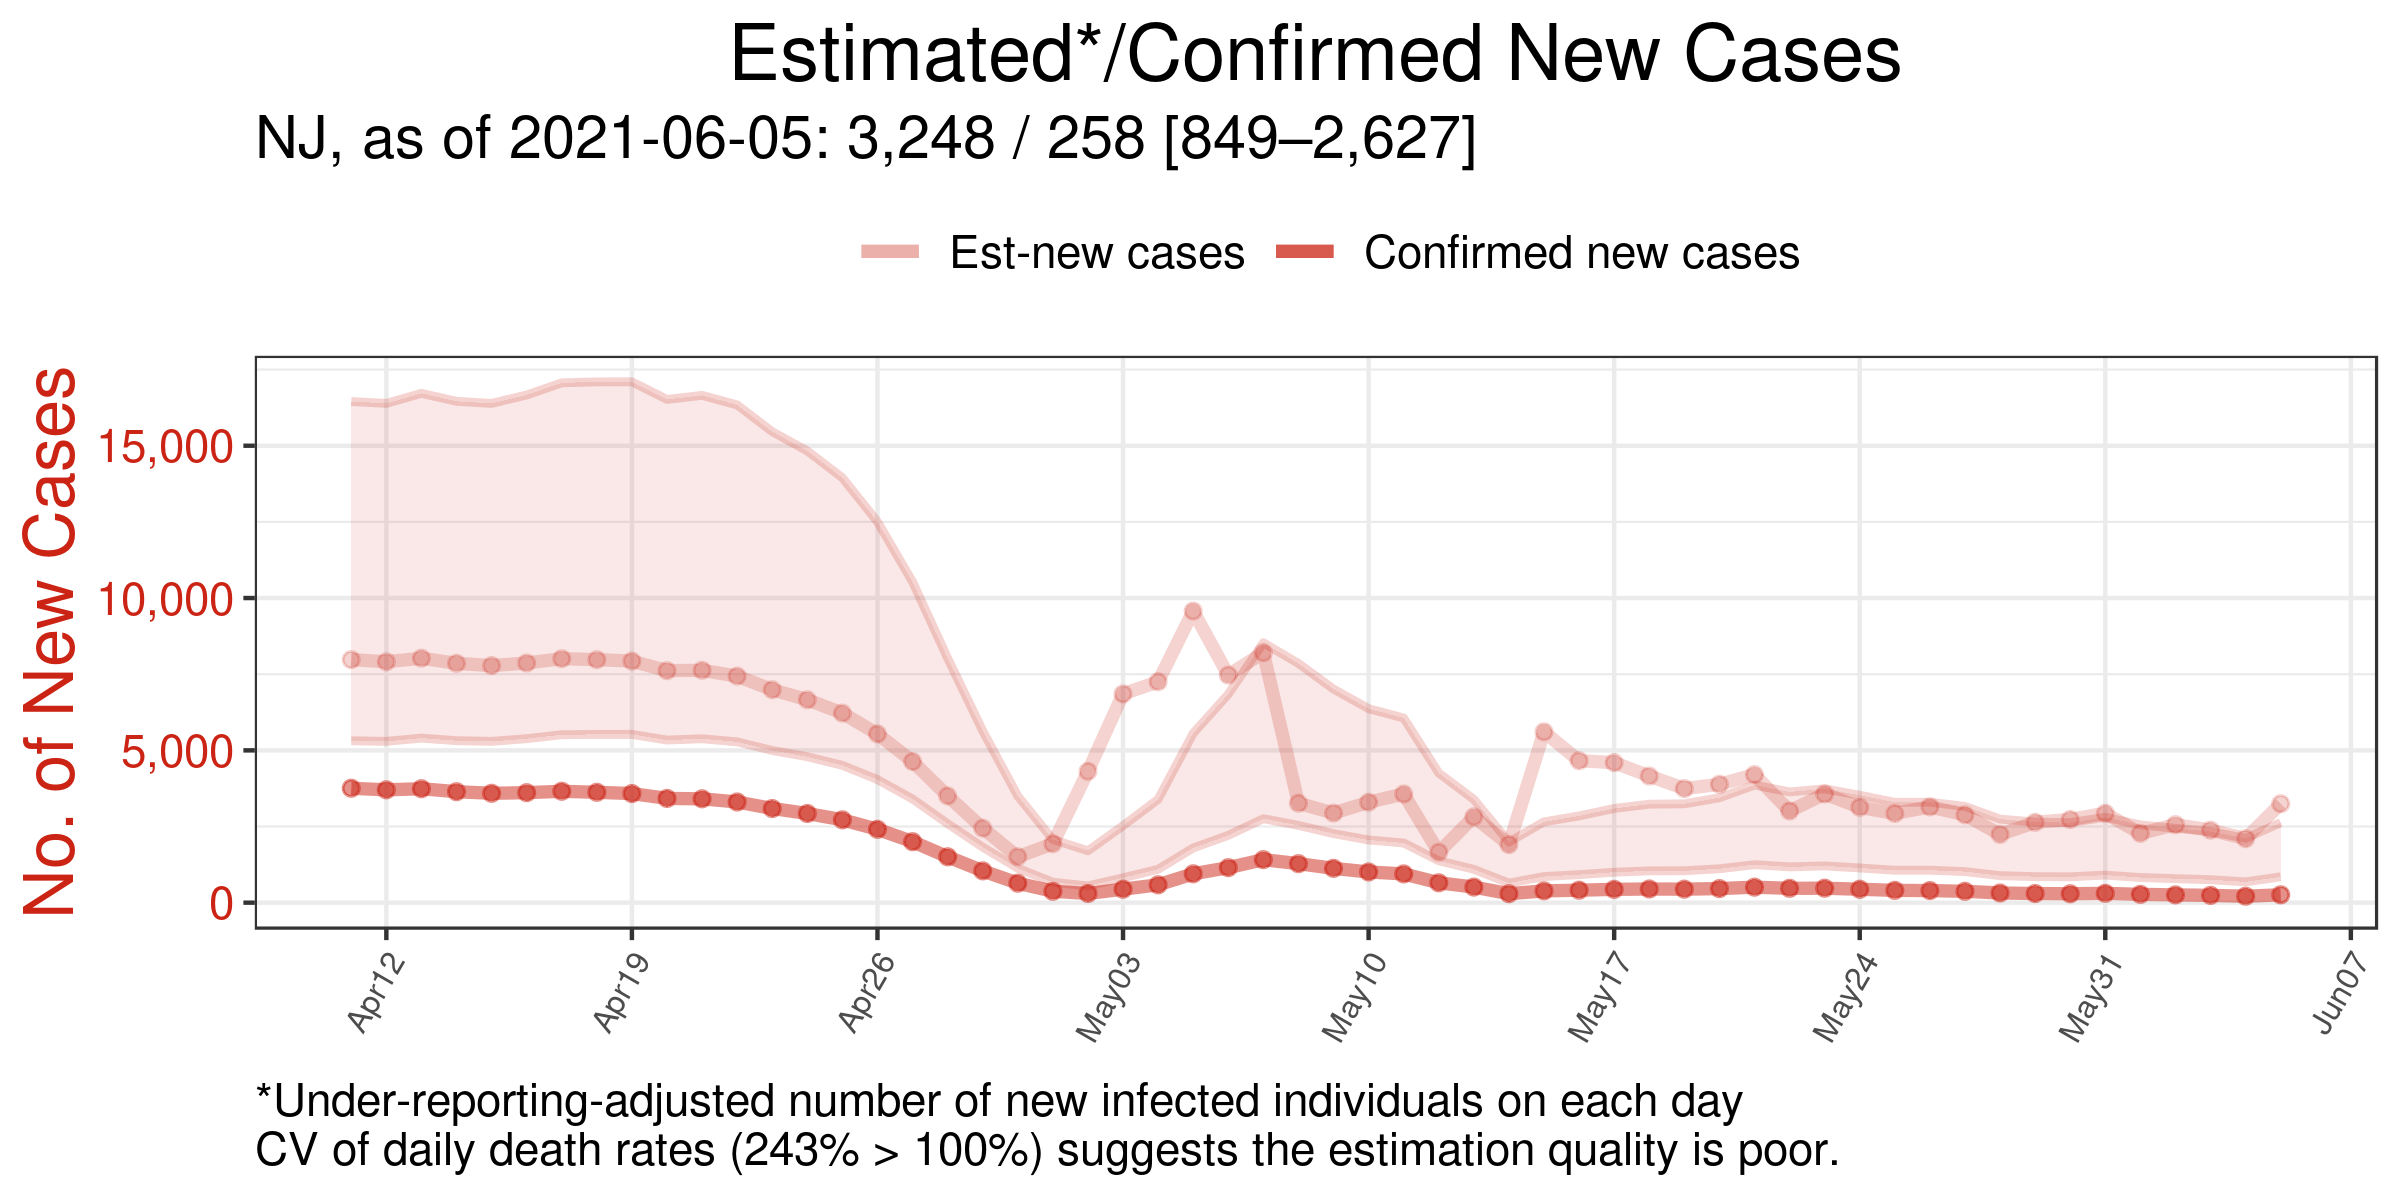 Estimated*/Confirmed New Cases
NJ, as of 2021-06-05: 3,248 / 258 [849–2,627]
Est-new cases
Confirmed new cases
No. of New Cases
15,000
10,000
5,000
0
Apr12
Apr19
Apr26
May03
May10
May17
May24
May31
Jun07
*Under-reporting-adjusted number of new infected individuals on each day
CV of daily death rates (243% > 100%) suggests the estimation quality is poor.